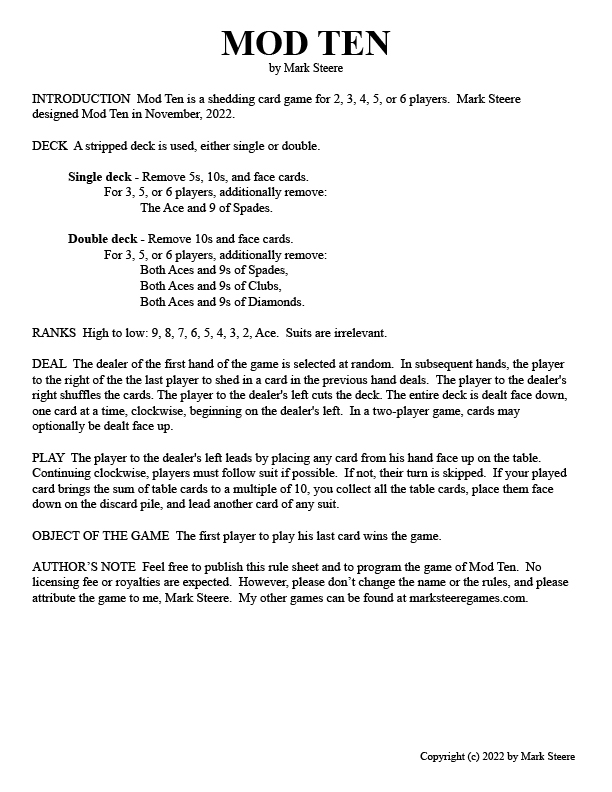 MOD TEN
by Mark Steere
INTRODUCTION  Mod Ten is a shedding card game for 2, 3, 4, 5, or 6 players.  Mark Steere
designed Mod Ten in November, 2022.
DECK  A stripped deck is used, either single or double.
Single deck - Remove 5s, 10s, and face cards.
For 3, 5, or 6 players, additionally remove:
The Ace and 9 of Spades.
Double deck - Remove 10s and face cards.
For 3, 5, or 6 players, additionally remove:
Both Aces and 9s of Spades,
Both Aces and 9s of Clubs,
Both Aces and 9s of Diamonds.
RANKS  High to low: 9, 8, 7, 6, 5, 4, 3, 2, Ace.  Suits are irrelevant.
DEAL  The dealer of the first hand of the game is selected at random.  In subsequent hands, the player
to the right of the the last player to shed in a card in the previous hand deals.  The player to the dealer's
right shuffles the cards. The player to the dealer's left cuts the deck. The entire deck is dealt face down,
one card at a time, clockwise, beginning on the dealer's left.  In a two-player game, cards may
optionally be dealt face up.
PLAY  The player to the dealer's left leads by placing any card from his hand face up on the table.
Continuing clockwise, players must follow suit if possible.  If not, their turn is skipped.  If your played
card brings the sum of table cards to a multiple of 10, you collect all the table cards, place them face
down on the discard pile, and lead another card of any suit.
OBJECT OF THE GAME  The first player to play his last card wins the game.
AUTHOR’S NOTE  Feel free to publish this rule sheet and to program the game of Mod Ten.  No
licensing fee or royalties are expected.  However, please don’t change the name or the rules, and please
attribute the game to me, Mark Steere.  My other games can be found at marksteeregames.com.
Copyright (c) 2022 by Mark Steere